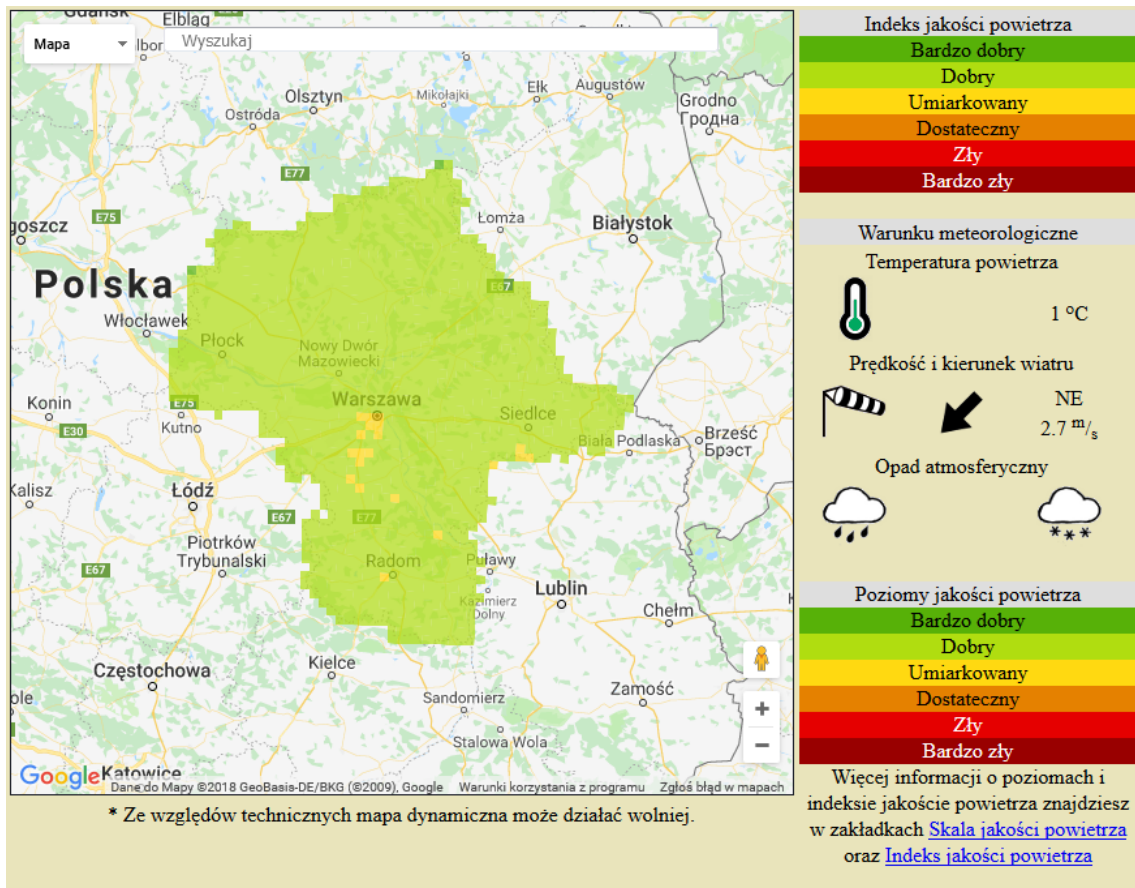 Gdańsk
Elbląg
Mapa
Wyszukaj
Olsztyn
Mikołajki
Ełk
Augustów
Grodno
Гродна
Ostróda
E77
Łomża
Białystok
E75
goszcz
Polska
E67
Włocławek
Płock
Nowy Dwór
Mazowiecki
Warszawa
Siedlce
Konin
E75
Kutno
E30
Biała Podlaska
Brześć
Брэст
Kalisz
Łódź
E67
E77
Piotrków
Trybunalski
Radom
Puławy
E67
Kazimierz
Dolny
Lublin
Chełm
Częstochowa
Kielce
Sandomierz
Zamość
ole
Stalowa Wola
+
−
Google
Katowice
Dane do Mapy ©2018 GeoBasis-DE/BKG (©2009), Google Warunki korzystania z programu Zgłoś błąd w mapach
* Ze względów technicznych mapa dynamiczna może działać wolniej.
Indeks jakości powietrza
Bardzo dobry
Dobry
Umiarkowany
Dostateczny
Zły
Bardzo zły
Warunku meteorologiczne
Temperatura powietrza
1 °C
Prędkość i kierunek wiatru
NE
2.7 m/s
Opad atmosferyczny
Poziomy jakości powietrza
Bardzo dobry
Dobry
Umiarkowany
Dostateczny
Zły
Bardzo zły
Więcej informacji o poziomach i
indeksie jakoście powietrza znajdziesz
w zakładkach Skala jakości powietrza
oraz Indeks jakości powietrza